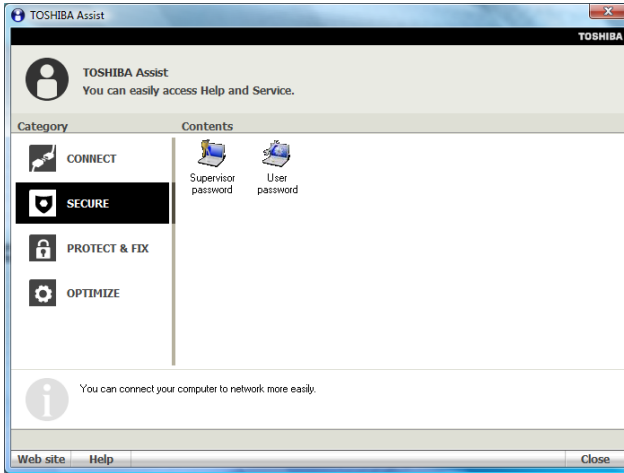 TOSHIBA Assist
TOSHIBA
TOSHIBA Assist
You can easily access Help and Service.
Category
Contents
CONNECT
SECURE
PROTECT & FIX
OPTIMIZE
Supervisor
password
User
password
You can connect your computer to network more easily.
Web site
Help
Close